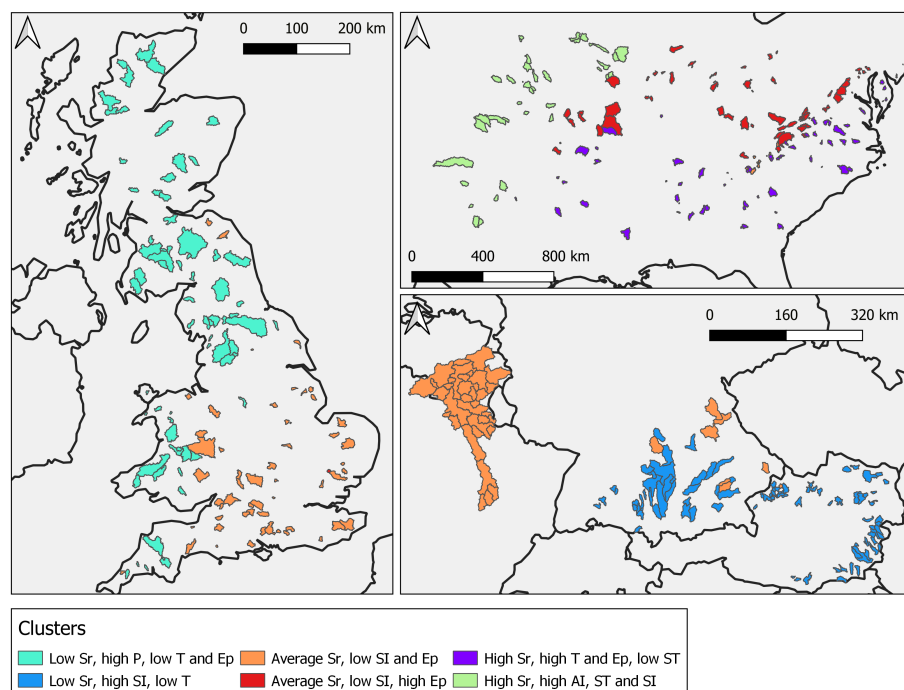 0 100 200 km
0 400 800 km
0 160 320 km
Clusters
Low Sr, high P, low T and Ep
Average Sr, low SI and Ep
High Sr, high T and Ep, low ST
Low Sr, high SI, low T
Average Sr, low SI, high Ep
High Sr, high AI, ST and SI